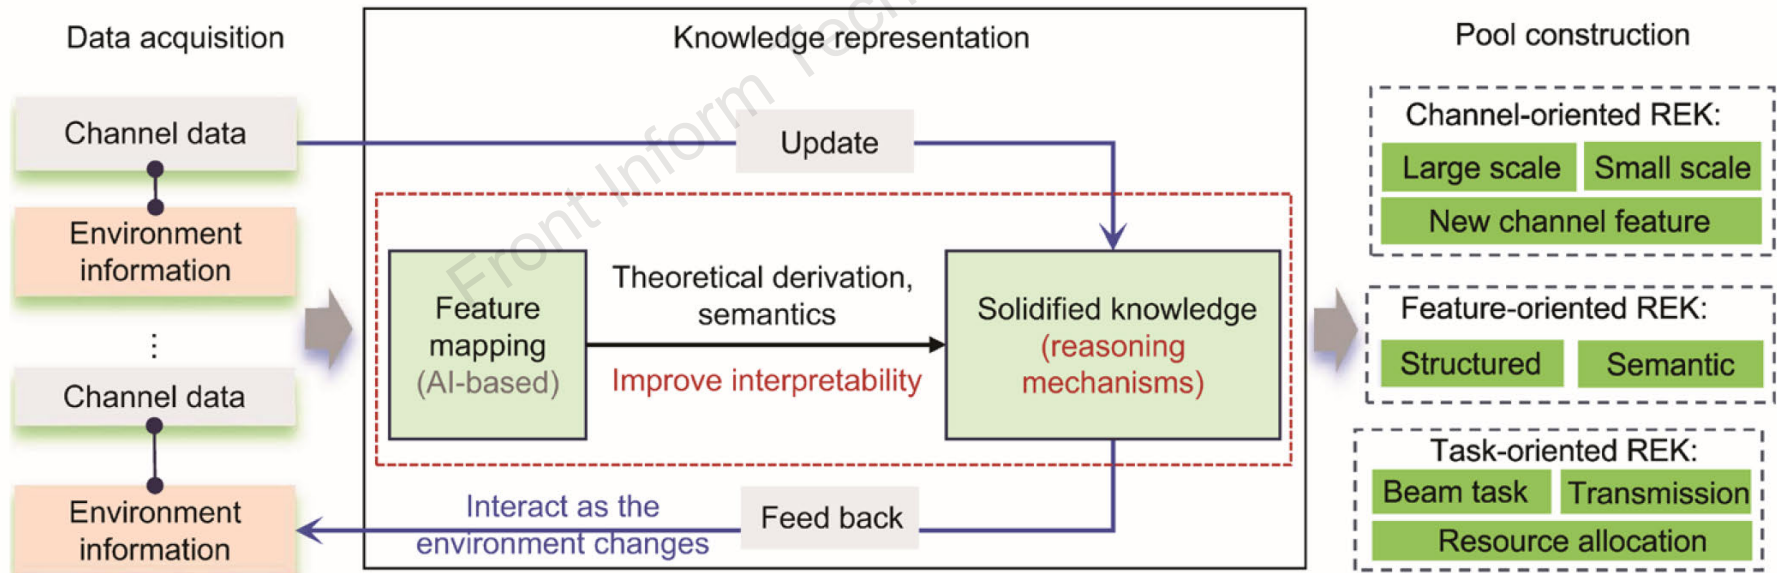 Data acquisition
Channel data
Environment
information
⋮
Channel data
Environment
information
Knowledge representation
Update
Feature
mapping
(AI-based)
Theoretical derivation,
semantics
Improve interpretability
Solidified knowledge
(reasoning
mechanisms)
Interact as the
environment changes
Feed back
Pool construction
Channel-oriented REK:
Large scale
Small scale
New channel feature
Feature-oriented REK:
Structured
Semantic
Task-oriented REK:
Beam task
Transmission
Resource allocation
Front Inform Tech